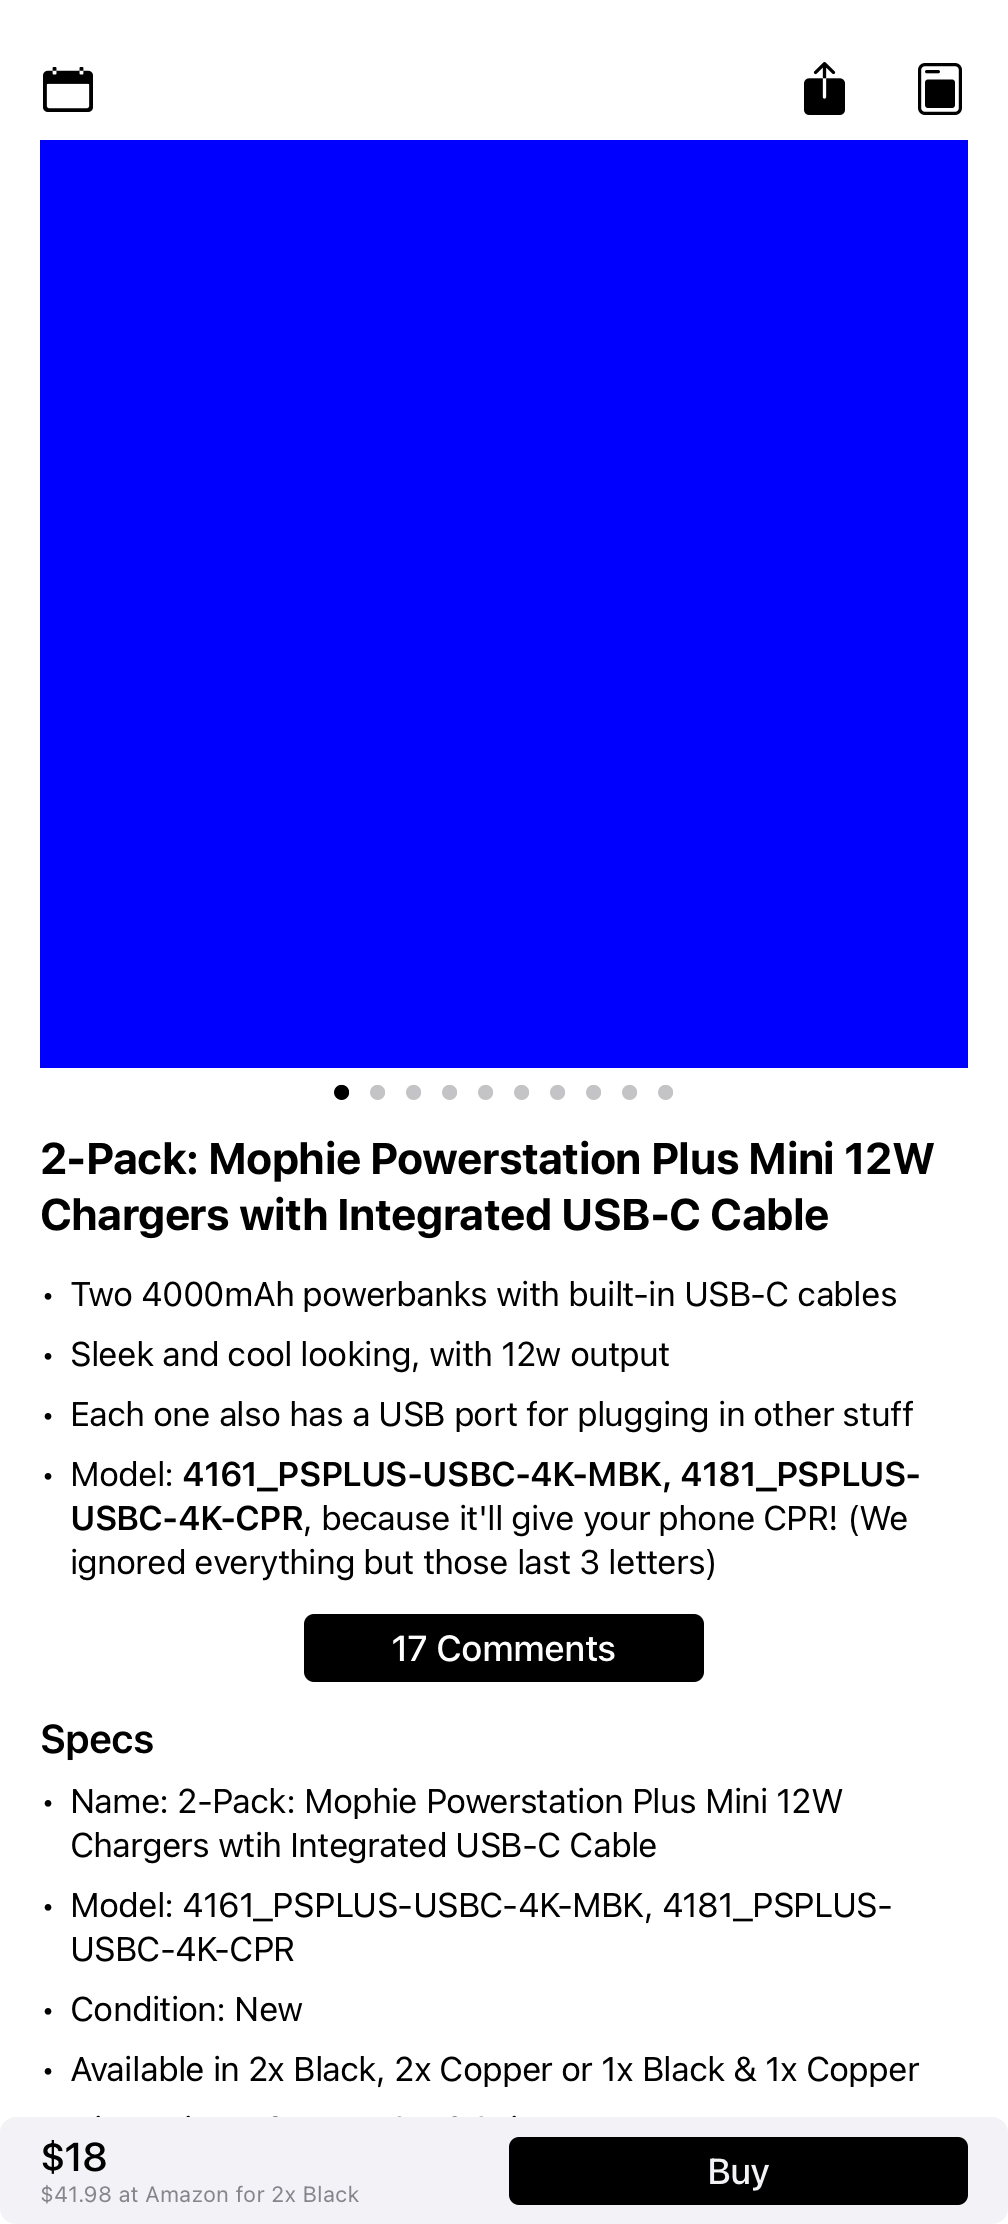 2-Pack: Mophie Powerstation Plus Mini 12W
Chargers with Integrated USB-C Cable
• Two 4000mAh powerbanks with built-in USB-C cables
• Sleek and cool looking, with 12w output
• Each one also has a USB port for plugging in other stuff
• Model: 4161_PSPLUS-USBC-4K-MBK, 4181_PSPLUS-
USBC-4K-CPR, because it'll give your phone CPR! (We
ignored everything but those last 3 letters)
17 Comments
Specs
• Name: 2-Pack: Mophie Powerstation Plus Mini 12W
Chargers wtih Integrated USB-C Cable
• Model: 4161_PSPLUS-USBC-4K-MBK, 4181_PSPLUS-
USBC-4K-CPR
• Condition: New
• Available in 2x Black, 2x Copper or 1x Black & 1x Copper
$18
$41.98 at Amazon for 2x Black
Buy